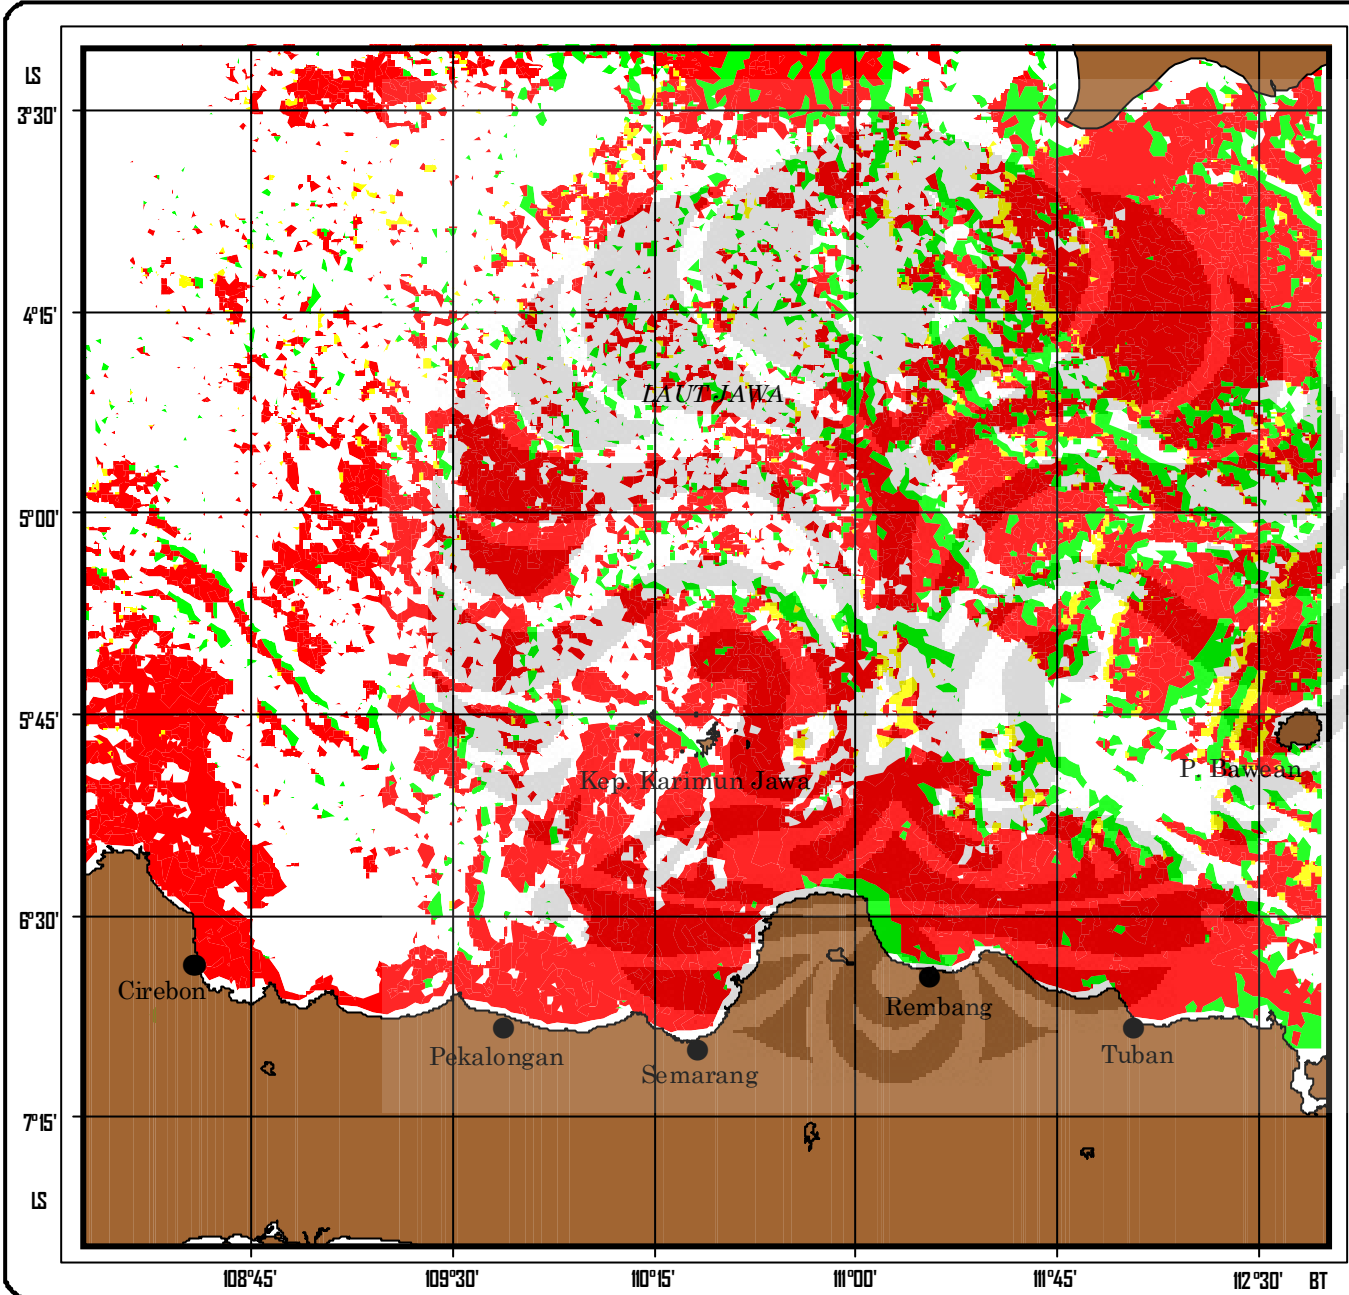 LS
3°30'
4°15'
LAUT JAWA
5°00'
5°45'
P. Bawean
Kep. Karimun Jawa
6°30'
Cirebon
Rembang
Pekalongan
Tuban
Semarang
7°15'
LS
108°45'
109°30'
110°15'
111°00'
111°45'
112°30'
BT